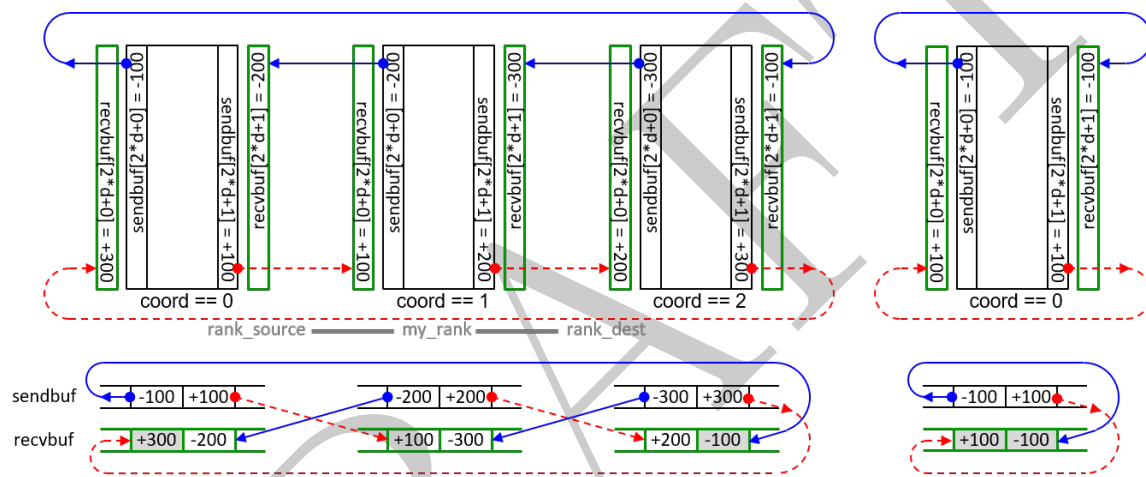 recvbuf[2*d+0] = +300
sendbuf[2*d+0] = -100
sendbuf[2*d+1] = +100
recvbuf[2*d+1] = -200
recvbuf[2*d+0] = +100
sendbuf[2*d+0] = -200
sendbuf[2*d+1] = +200
recvbuf[2*d+1] = -300
recvbuf[2*d+0] = +200
sendbuf[2*d+0] = -300
sendbuf[2*d+1] = +300
recvbuf[2*d+1] = -100
recvbuf[2*d+0] = +100
sendbuf[2*d+0] = -100
sendbuf[2*d+1] = +100
recvbuf[2*d+1] = -100
coord == 0 coord == 1 coord == 2 coord == 0
rank_source my_rank rank_dest
sendbuf -100 +100 -200 +200 -300 +300 -100 +100
recvbuf +300 -200 +100 -300 +200 -100 +100 -100